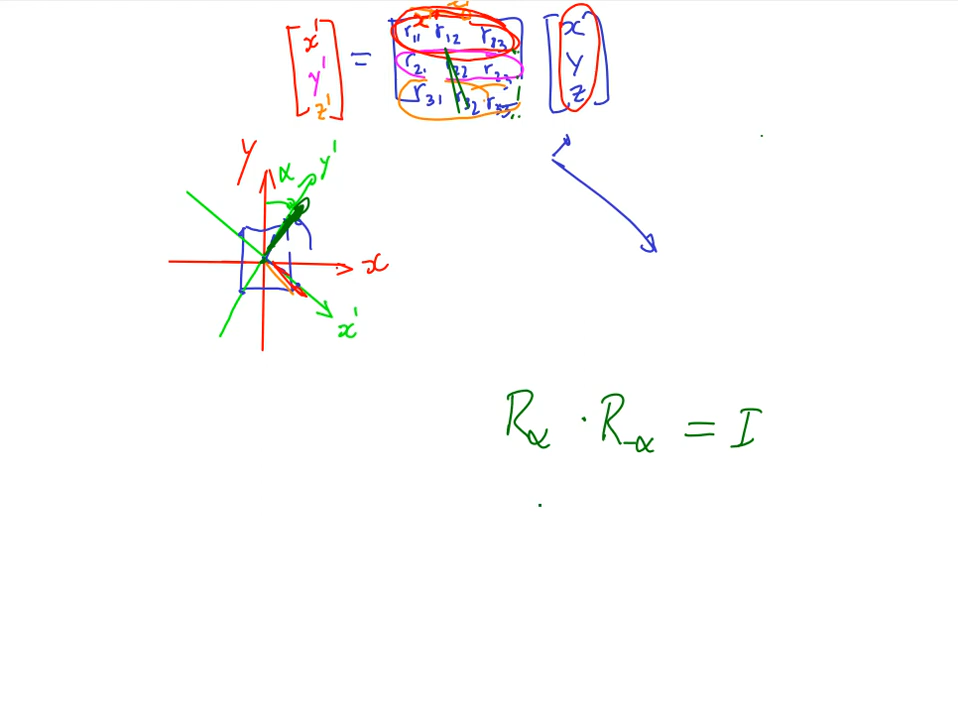 x' = r11 r12 r13 x
y' r21 r22 r23 y
z' r31 r32 r33 z
y α y'
x
x'
Rα · R-α = I